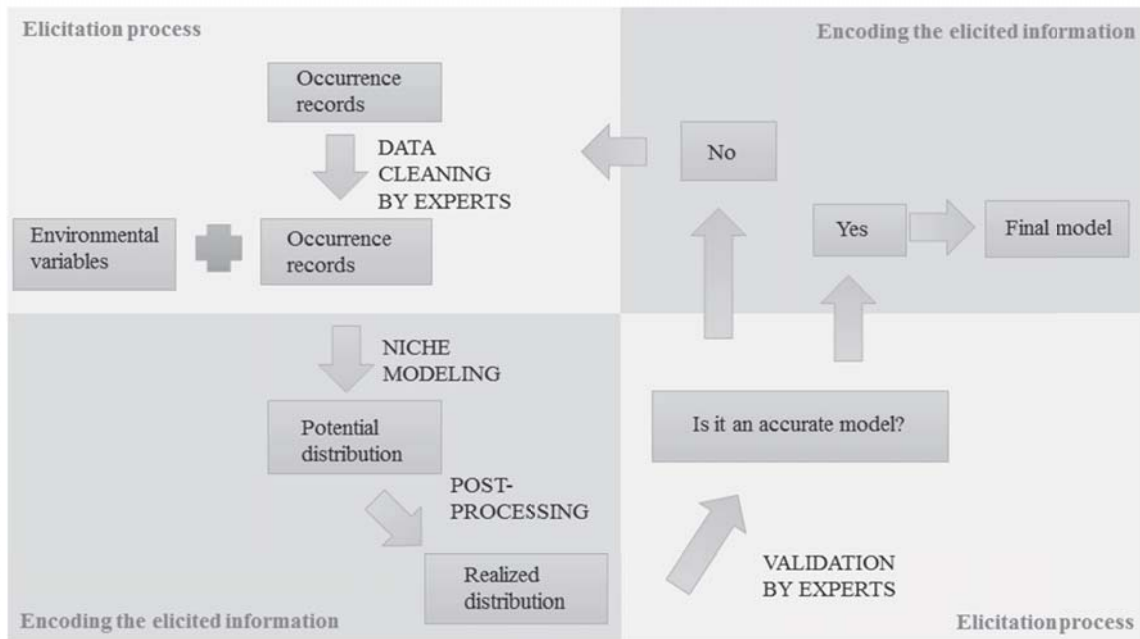 Elicitation process
Occurrence
records
DATA
CLEANING
BY EXPERTS
Environmental
variables
Occurrence
records
NICHE
MODELING
Potential
distribution
POST-
PROCESSING
Realized
distribution
Encoding the elicited information
VALIDATION
BY EXPERTS
Elicitation process
Is it an accurate model?
No
Yes
Final model
Encoding the elicited information